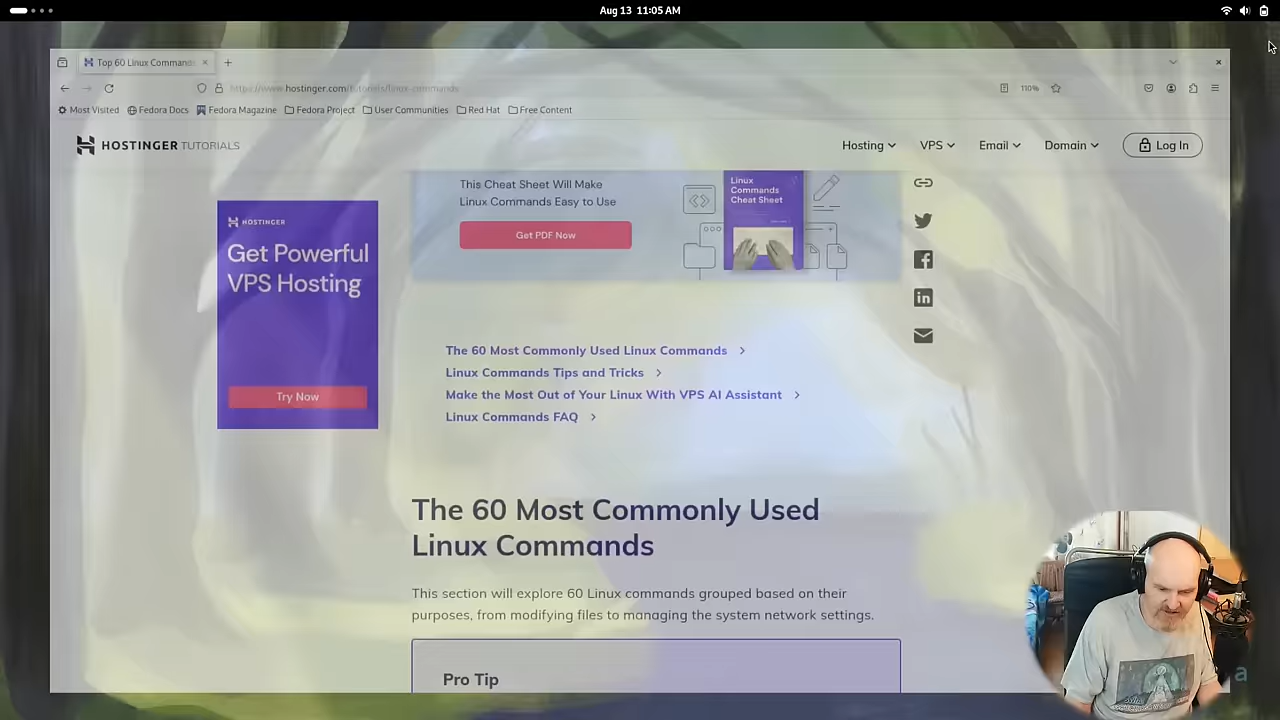 Aug 13 11:05 AM
Top 60 Linux Commands
https://www.hostinger.com/tutorials/linux-commands
110%
Most Visited
Fedora Docs
Fedora Magazine
Fedora Project
User Communities
Red Hat
Free Content
HOSTINGER TUTORIALS
Hosting
VPS
Email
Domain
Log In
This Cheat Sheet Will Make
Linux Commands Easy to Use
Get PDF Now
Linux
Commands
Cheat Sheet
HOSTINGER
Get Powerful
VPS Hosting
Try Now
The 60 Most Commonly Used Linux Commands
Linux Commands Tips and Tricks
Make the Most Out of Your Linux With VPS AI Assistant
Linux Commands FAQ
The 60 Most Commonly Used
Linux Commands
This section will explore 60 Linux commands grouped based on their
purposes, from modifying files to managing the system network settings.
Pro Tip